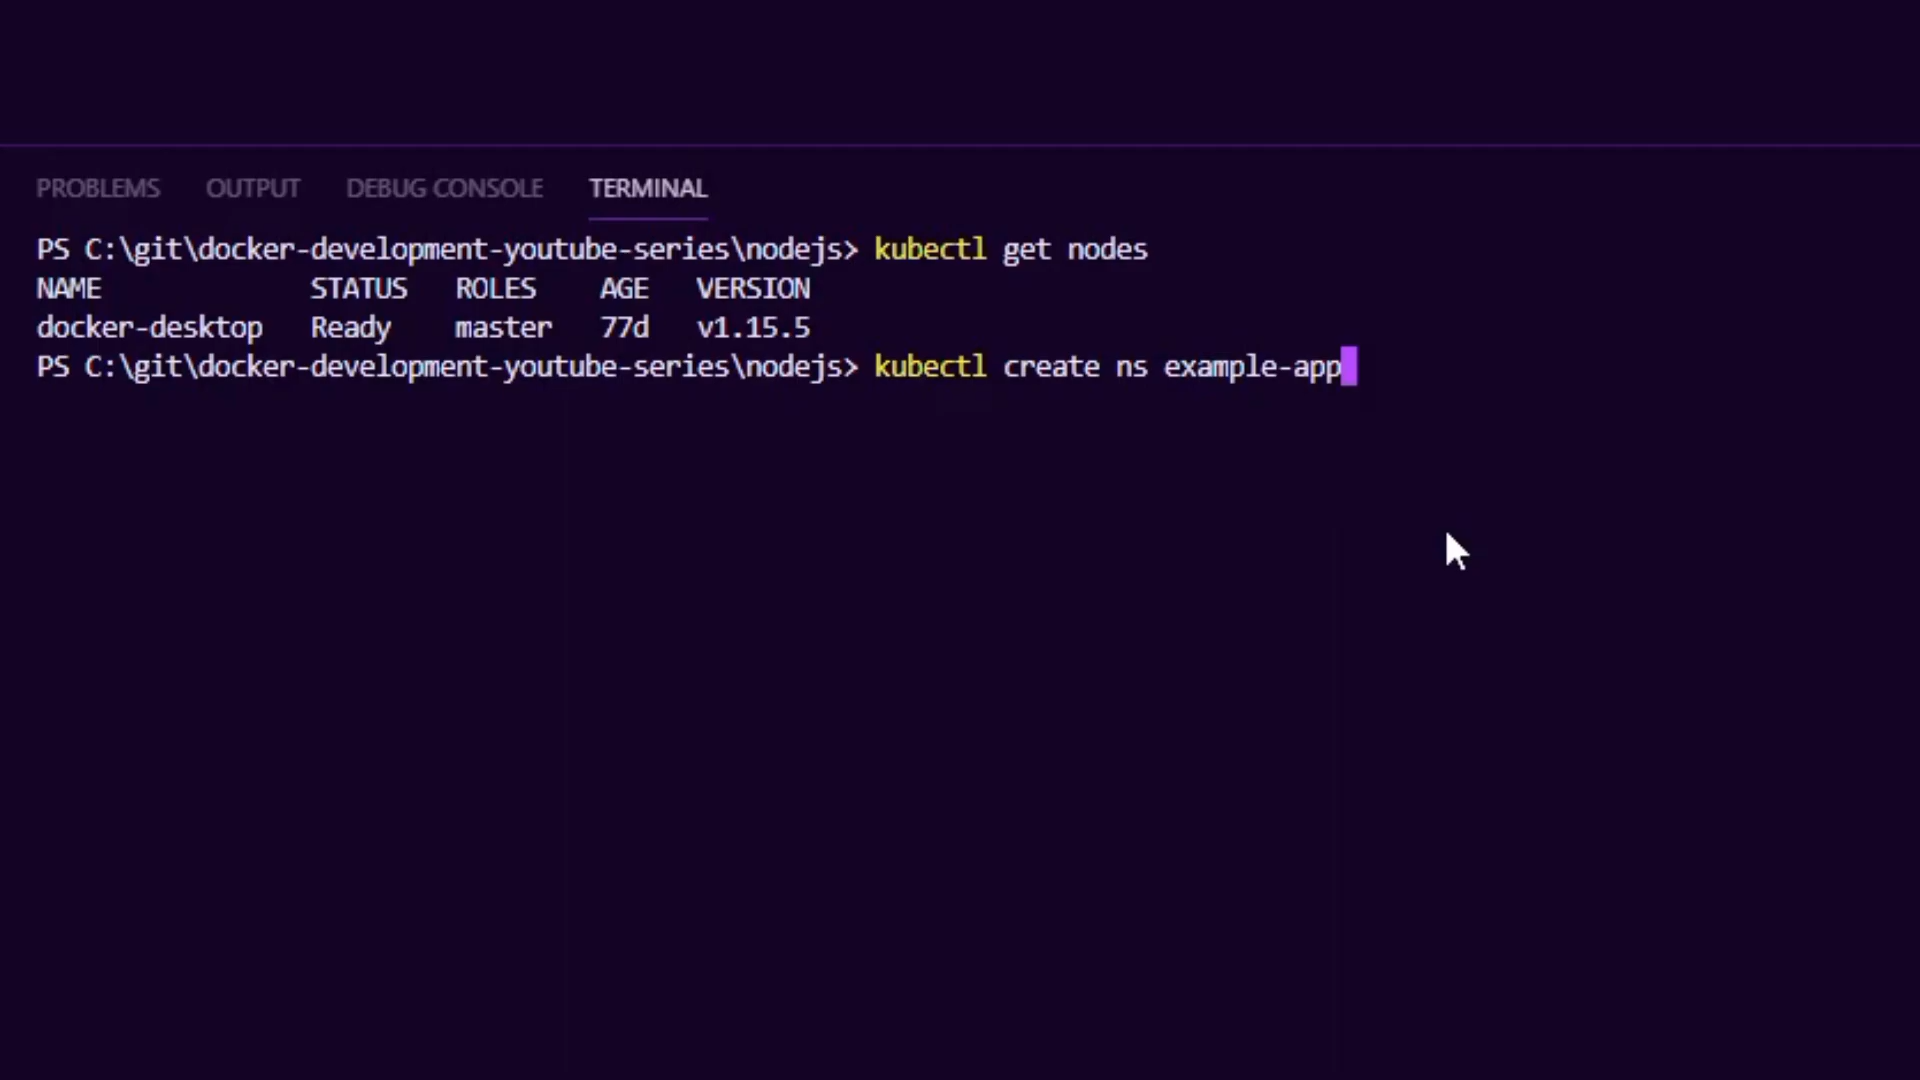 PROBLEMS OUTPUT DEBUG CONSOLE TERMINAL
PS C:\git\docker-development-youtube-series\nodejs> kubectl get nodes
NAME STATUS ROLES AGE VERSION
docker-desktop Ready master 77d v1.15.5
PS C:\git\docker-development-youtube-series\nodejs> kubectl create ns example-app